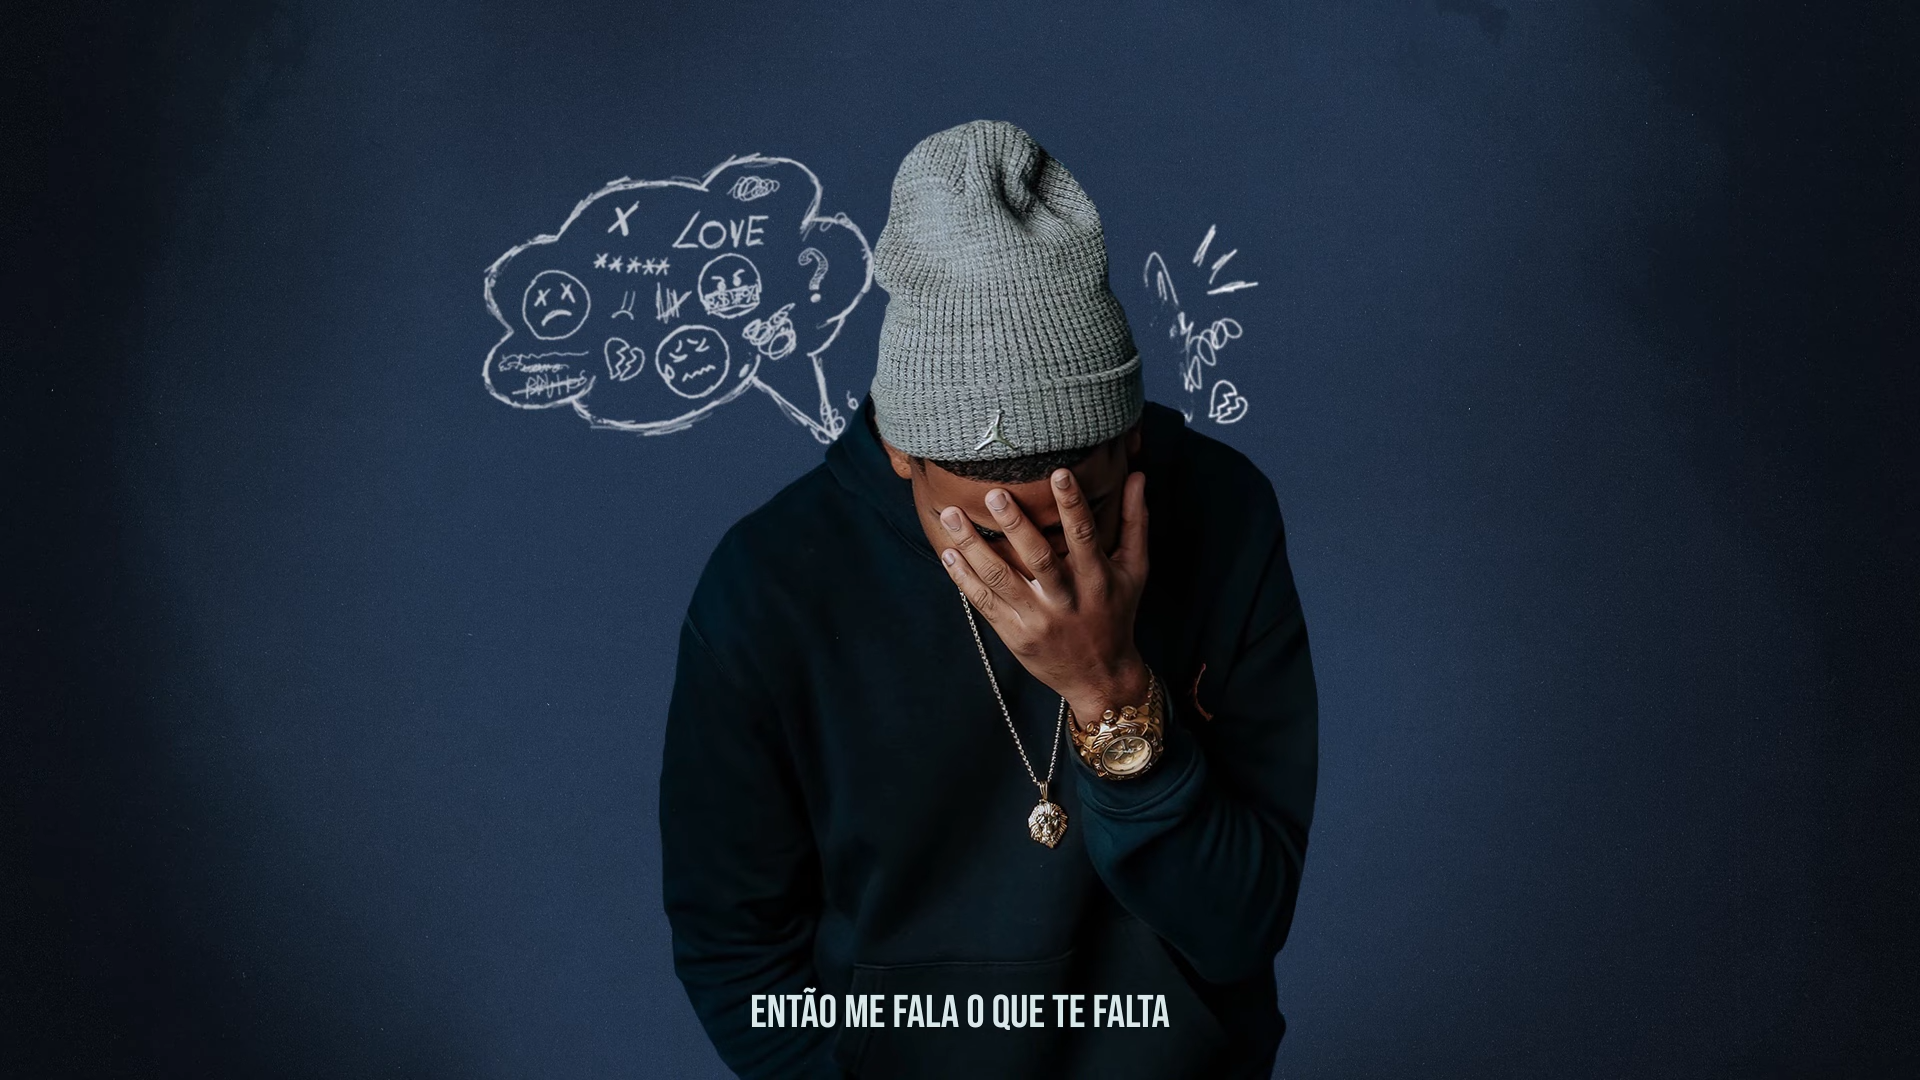 X
LOVE
*****
?
ENTÃO ME FALA O QUE TE FALTA